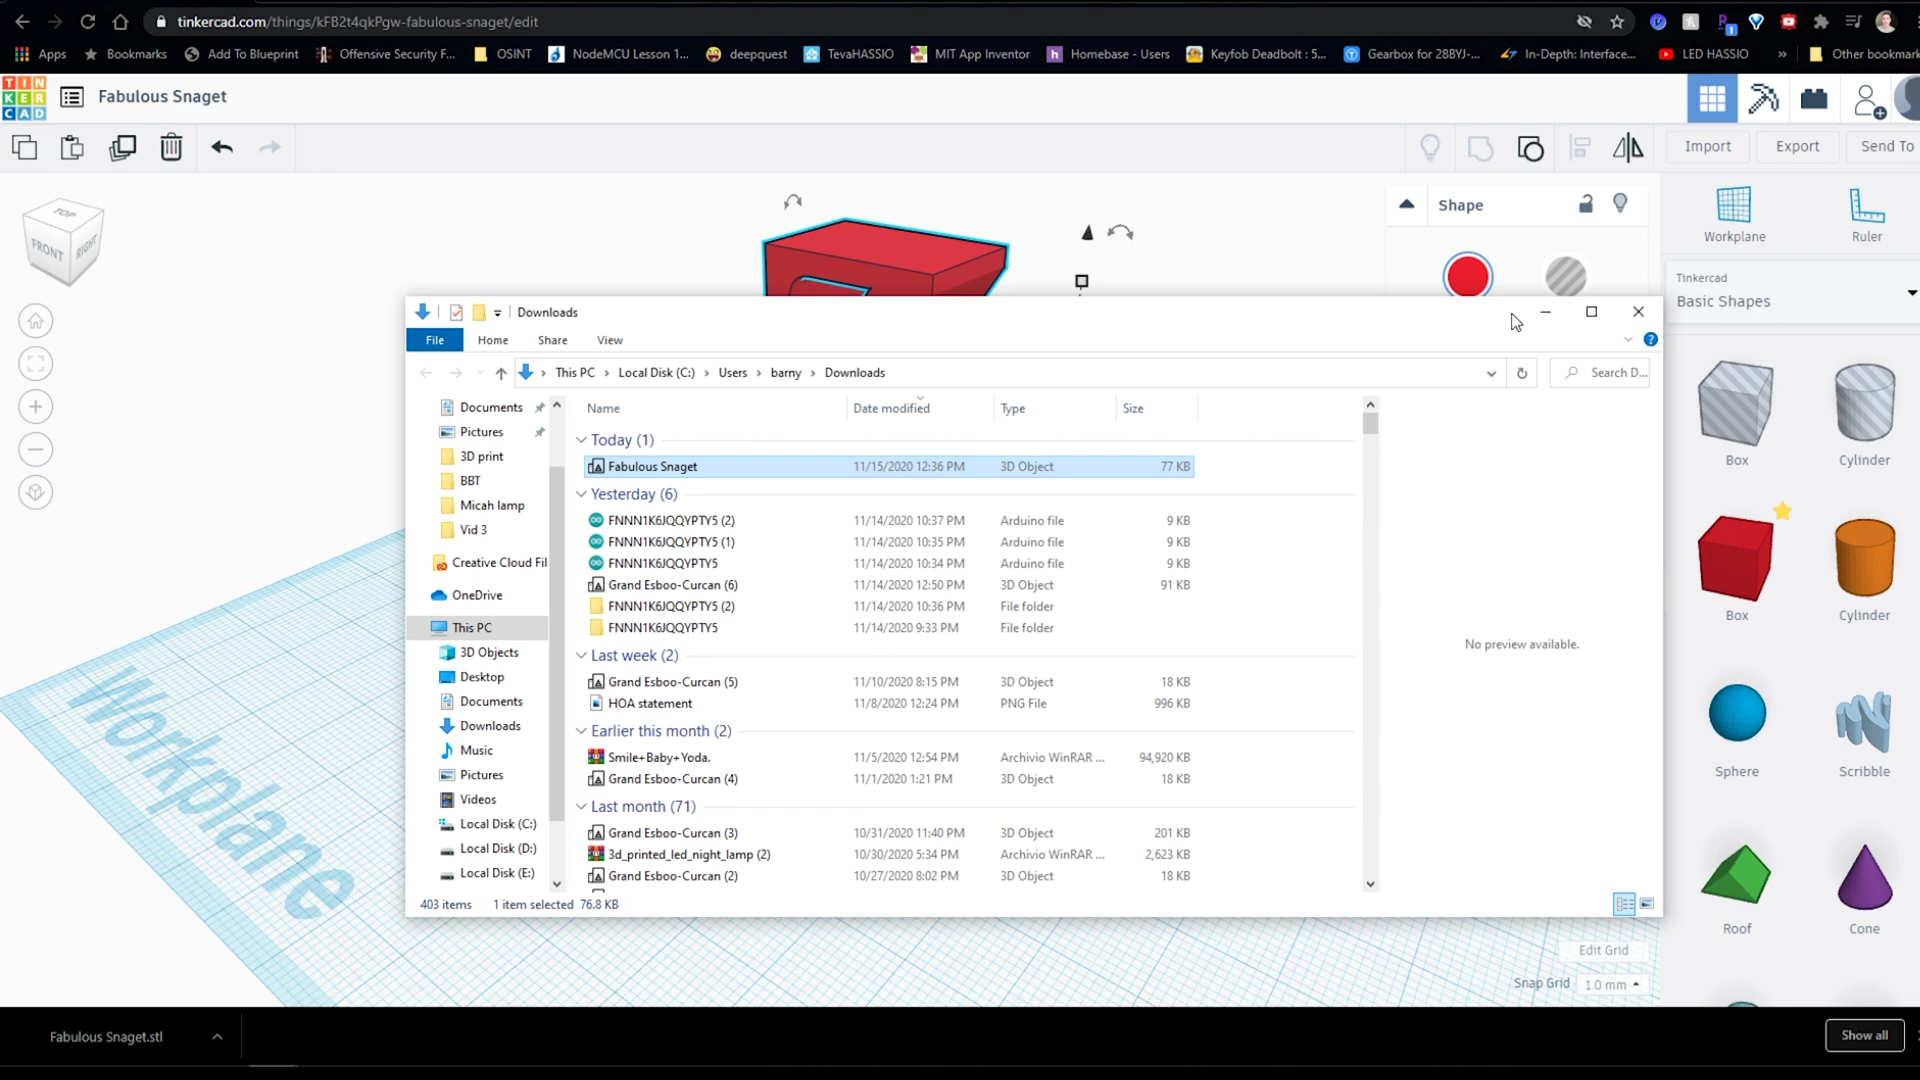 tinkercad.com/things/kFB2t4qkPgw-fabulous-snaget/edit
Apps Bookmarks Add To Blueprint Offensive Security F... OSINT NodeMCU Lesson 1... deepquest TevaHASSIO MIT App Inventor Homebase - Users Keyfob Deadbolt : 5... Gearbox for 28BYJ-... In-Depth: Interface... LED HASSIO » Other bookmark
TIN
KER
CAD
Fabulous Snaget
Import Export Send To
TOP
FRONT RIGHT
Shape
Workplane Ruler
Tinkercad
Basic Shapes
Downloads
File Home Share View
This PC › Local Disk (C:) › Users › barny › Downloads
Search D...
Documents
Pictures
3D print
BBT
Micah lamp
Vid 3
Creative Cloud Fil
OneDrive
This PC
3D Objects
Desktop
Documents
Downloads
Music
Pictures
Videos
Local Disk (C:)
Local Disk (D:)
Local Disk (E:)
Name Date modified Type Size
Today (1)
Fabulous Snaget 11/15/2020 12:36 PM 3D Object 77 KB
Yesterday (6)
FNNN1K6JQQYPTY5 (2) 11/14/2020 10:37 PM Arduino file 9 KB
FNNN1K6JQQYPTY5 (1) 11/14/2020 10:35 PM Arduino file 9 KB
FNNN1K6JQQYPTY5 11/14/2020 10:34 PM Arduino file 9 KB
Grand Esboo-Curcan (6) 11/14/2020 12:50 PM 3D Object 91 KB
FNNN1K6JQQYPTY5 (2) 11/14/2020 10:36 PM File folder
FNNN1K6JQQYPTY5 11/14/2020 9:33 PM File folder
Last week (2)
Grand Esboo-Curcan (5) 11/10/2020 8:15 PM 3D Object 18 KB
HOA statement 11/8/2020 12:24 PM PNG File 996 KB
Earlier this month (2)
Smile+Baby+Yoda. 11/5/2020 12:54 PM Archivio WinRAR ... 94,920 KB
Grand Esboo-Curcan (4) 11/1/2020 1:21 PM 3D Object 18 KB
Last month (71)
Grand Esboo-Curcan (3) 10/31/2020 11:40 PM 3D Object 201 KB
3d_printed_led_night_lamp (2) 10/30/2020 5:34 PM Archivio WinRAR ... 2,623 KB
Grand Esboo-Curcan (2) 10/27/2020 8:02 PM 3D Object 18 KB
No preview available.
403 items 1 item selected 76.8 KB
Box Cylinder
Box Cylinder
Sphere Scribble
Roof Cone
Workplane
Edit Grid
Snap Grid 1.0 mm
Fabulous Snaget.stl
Show all